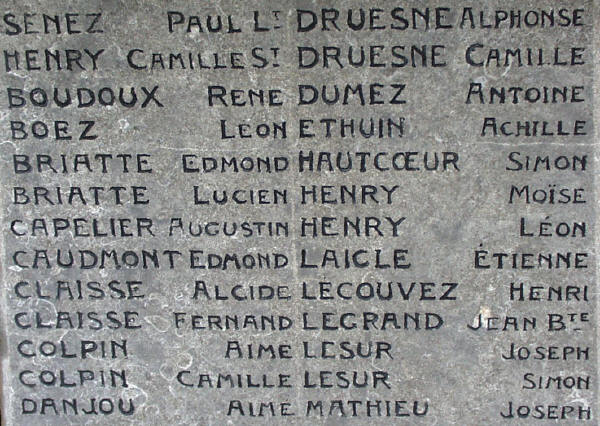 SENEZ PAUL LT DRUESNE ALPHONSE
HENRY CAMILLE ST DRUESNE CAMILLE
BOUDOUX RENE DUMEZ ANTOINE
BOEZ LEON ETHUIN ACHILLE
BRIATTE EDMOND HAUTCŒUR SIMON
BRIATTE LUCIEN HENRY MOÏSE
CAPELIER AUGUSTIN HENRY LÉON
CAUDMONT EDMOND LAICLE ÉTIENNE
CLAISSE ALCIDE LECOUVEZ HENRI
CLAISSE FERNAND LEGRAND JEAN BTE
COLPIN AIME LESUR JOSEPH
COLPIN CAMILLE LESUR SIMON
DANJOU AIME MATHIEU JOSEPH